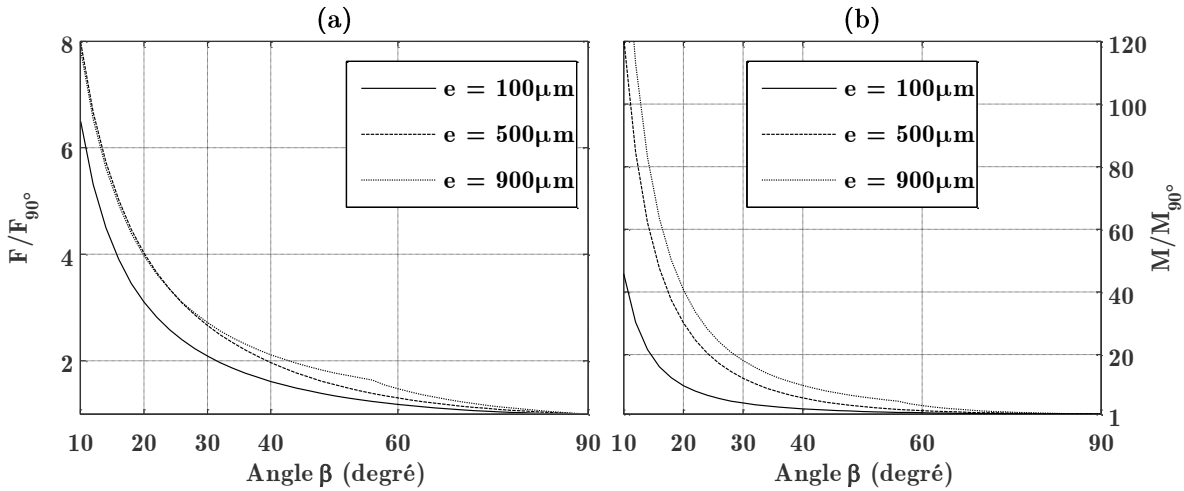 (a)
F/F90°
8
6
4
2
10 20 30 40 60 90
Angle β (degré)
e = 100μm
e = 500μm
e = 900μm
(b)
M/M90°
120
100
80
60
40
20
1
10 20 30 40 60 90
Angle β (degré)
e = 100μm
e = 500μm
e = 900μm